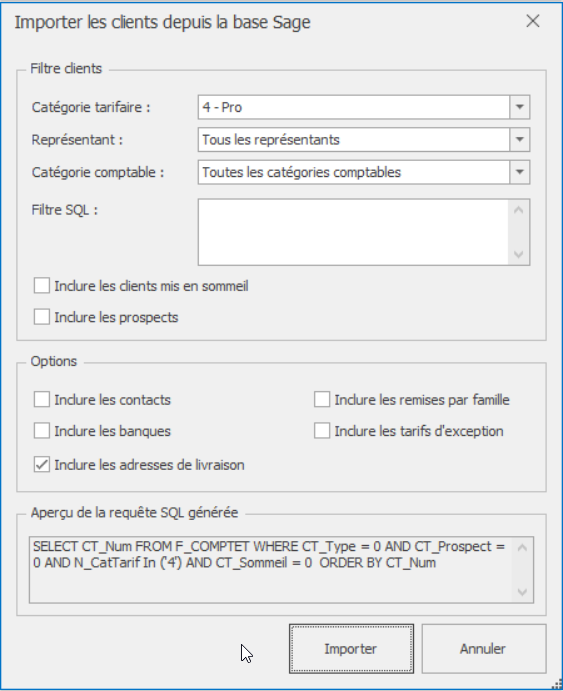 Importer les clients depuis la base Sage
Filtre clients
Catégorie tarifaire : 4 - Pro
Représentant : Tous les représentants
Catégorie comptable : Toutes les catégories comptables
Filtre SQL :
Inclure les clients mis en sommeil
Inclure les prospects
Options
Inclure les contacts Inclure les remises par famille
Inclure les banques Inclure les tarifs d'exception
Inclure les adresses de livraison
Aperçu de la requête SQL générée
SELECT CT_Num FROM F_COMPTET WHERE CT_Type = 0 AND CT_Prospect =
0 AND N_CatTarif In ('4') AND CT_Sommeil = 0 ORDER BY CT_Num
Importer Annuler